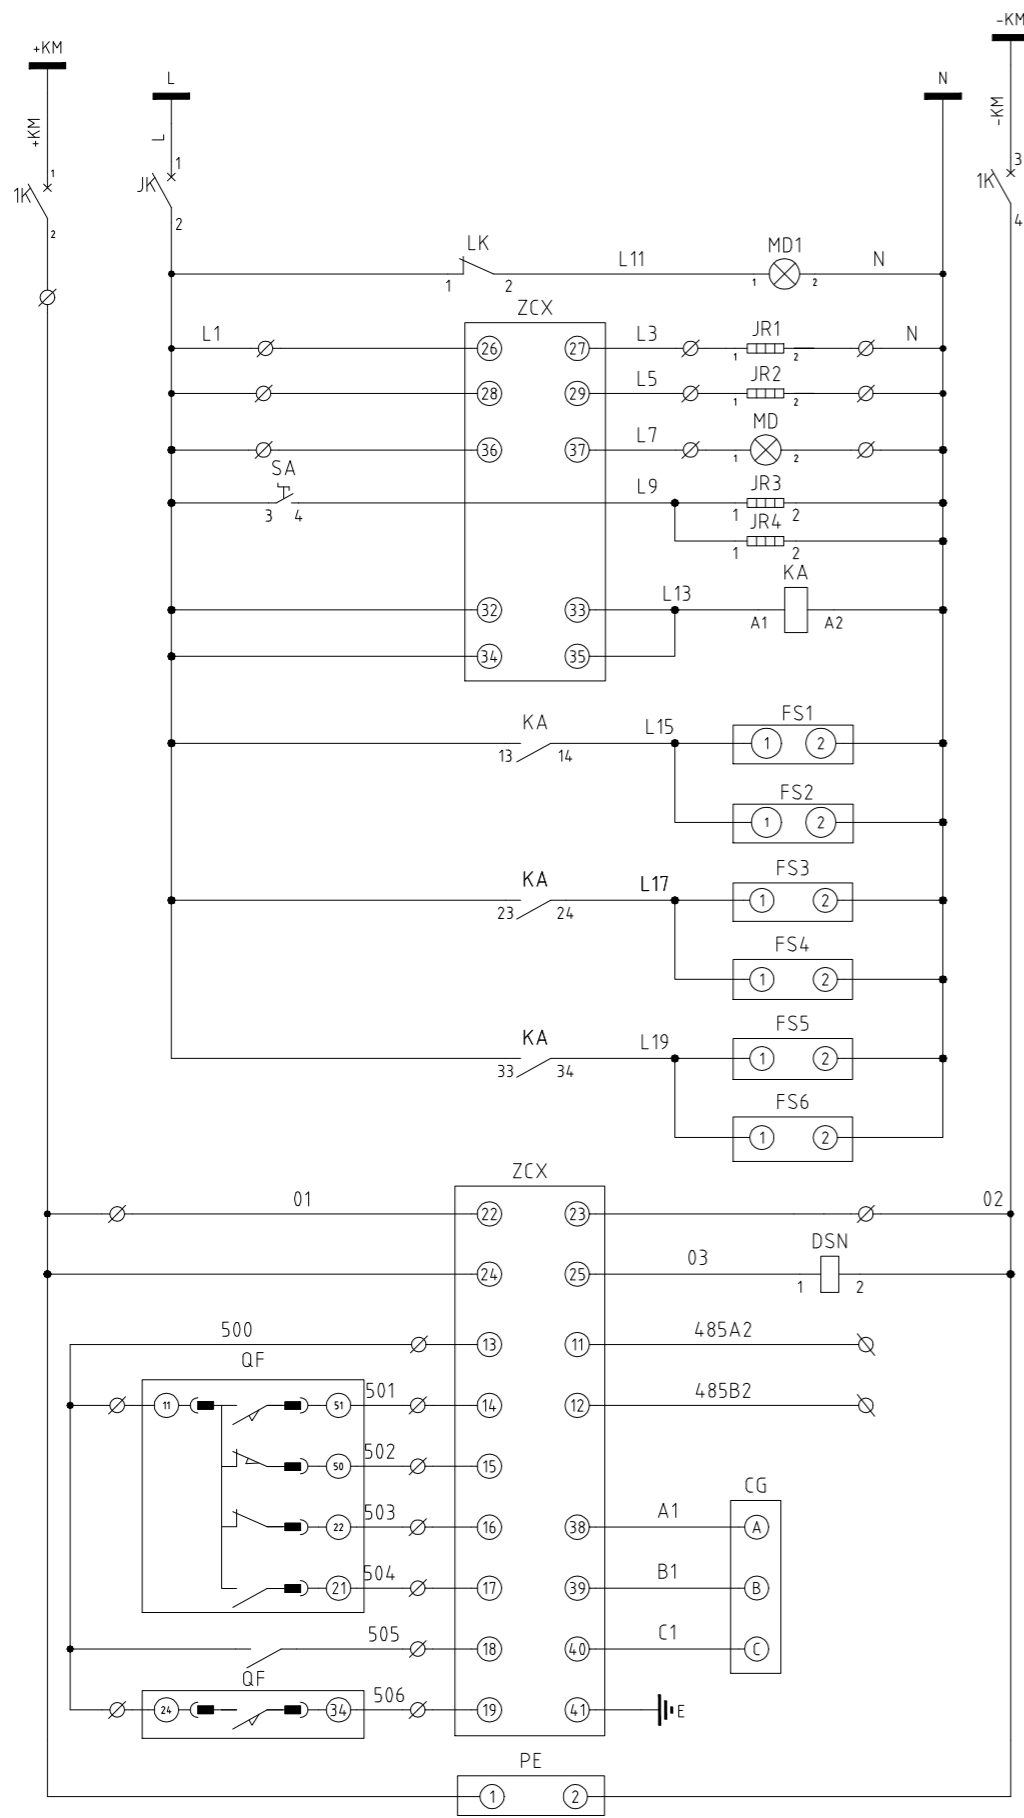 -KM
+KM
L
N
+KM
L
-KM
1
1K
2
1
JK
2
3
1K
4
LK
1
2
L11
MD1
1
2
N
ZCX
L1
26
27
L3
JR1
1
2
N
28
29
L5
JR2
1
2
36
37
L7
MD
1
2
SA
3
4
L9
JR3
1
2
JR4
1
2
32
33
L13
KA
A1
A2
34
35
KA
13
14
L15
FS1
1
2
FS2
1
2
KA
23
24
L17
FS3
1
2
FS4
1
2
KA
33
34
L19
FS5
1
2
FS6
1
2
ZCX
01
22
23
02
24
25
03
DSN
1
2
500
13
11
485A2
QF
11
51
501
14
12
485B2
50
502
15
CG
22
503
16
38
A1
A
21
504
17
39
B1
B
505
18
40
C1
C
QF
24
34
506
19
41
E
PE
1
2